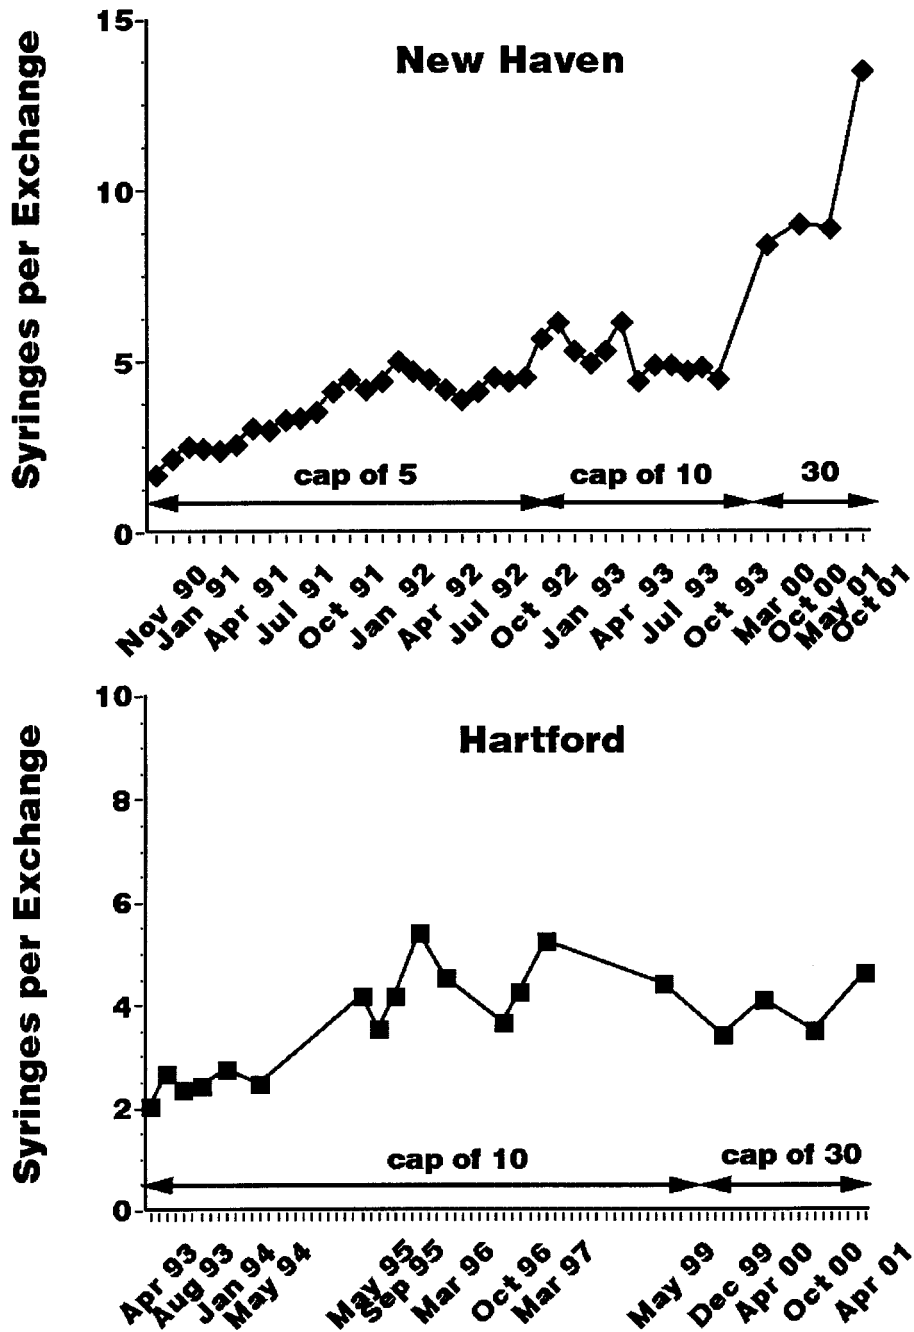 New Haven
Syringes per Exchange
15
10
5
0
cap of 5
cap of 10
30
Nov 90
Jan 91
Apr 91
Jul 91
Oct 91
Jan 92
Apr 92
Jul 92
Oct 92
Jan 93
Apr 93
Jul 93
Oct 93
Mar 00
Oct 00
May 01
Oct 01
Hartford
Syringes per Exchange
10
8
6
4
2
0
cap of 10
cap of 30
Apr 93
Aug 93
Jan 94
May 94
May 95
Sep 95
Mar 96
Oct 96
Mar 97
May 99
Dec 99
Apr 00
Oct 00
Apr 01